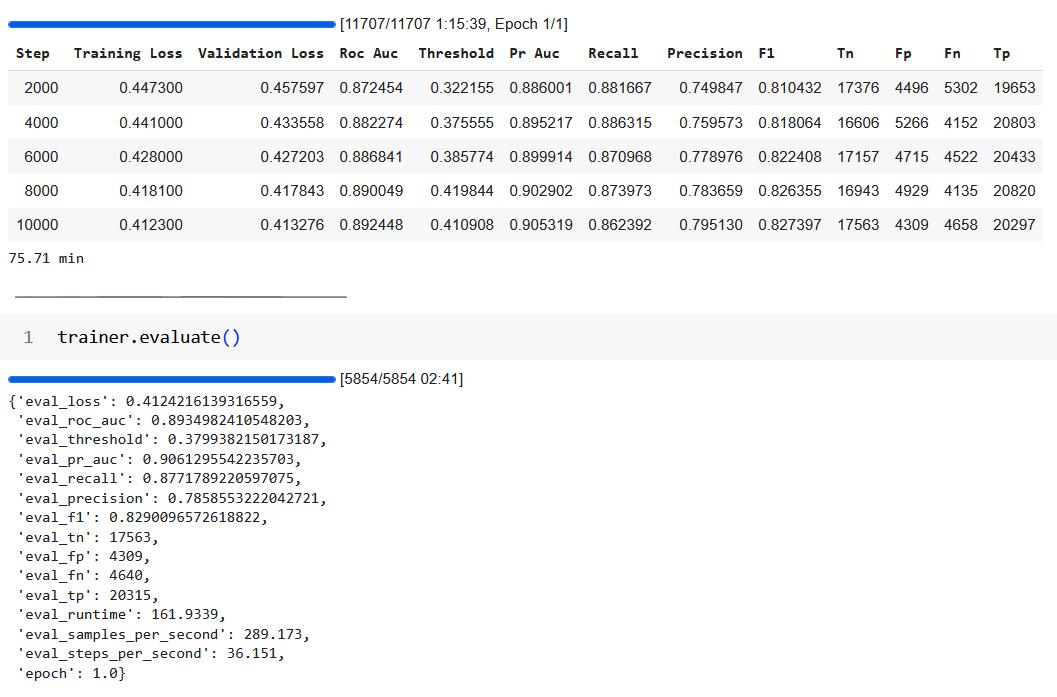 [11707/11707 1:15:39, Epoch 1/1]
Step Training Loss Validation Loss Roc Auc Threshold Pr Auc Recall Precision F1 Tn Fp Fn Tp
2000 0.447300 0.457597 0.872454 0.322155 0.886001 0.881667 0.749847 0.810432 17376 4496 5302 19653
4000 0.441000 0.433558 0.882274 0.375555 0.895217 0.886315 0.759573 0.818064 16606 5266 4152 20803
6000 0.428000 0.427203 0.886841 0.385774 0.899914 0.870968 0.778976 0.822408 17157 4715 4522 20433
8000 0.418100 0.417843 0.890049 0.419844 0.902902 0.873973 0.783659 0.826355 16943 4929 4135 20820
10000 0.412300 0.413276 0.892448 0.410908 0.905319 0.862392 0.795130 0.827397 17563 4309 4658 20297
75.71 min
1 trainer.evaluate()
[5854/5854 02:41]
{'eval_loss': 0.4124216139316559,
'eval_roc_auc': 0.8934982410548203,
'eval_threshold': 0.3799382150173187,
'eval_pr_auc': 0.9061295542235703,
'eval_recall': 0.8771789220597075,
'eval_precision': 0.7858553222042721,
'eval_f1': 0.8290096572618822,
'eval_tn': 17563,
'eval_fp': 4309,
'eval_fn': 4640,
'eval_tp': 20315,
'eval_runtime': 161.9339,
'eval_samples_per_second': 289.173,
'eval_steps_per_second': 36.151,
'epoch': 1.0}